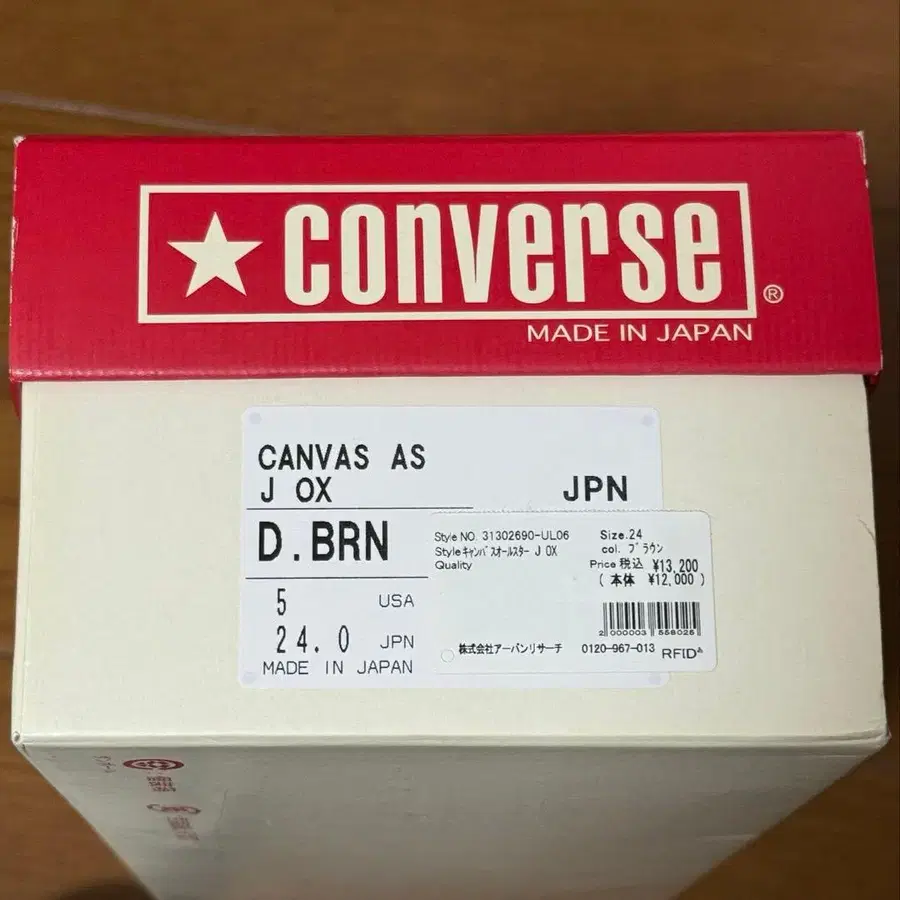 ★ CONVERSE ®
MADE IN JAPAN
CANVAS AS
J OX
JPN
D.BRN
5 USA
24.0 JPN
MADE IN JAPAN
Style NO. 31302690-UL06
Style キャンバスオールスター J OX
Quality
Size.24
col. ブラウン
Price 税込 ¥13,200
( 本体 ¥12,000 )
2 000003 558026
株式会社アーバンリサーチ
0120-967-013
RFID